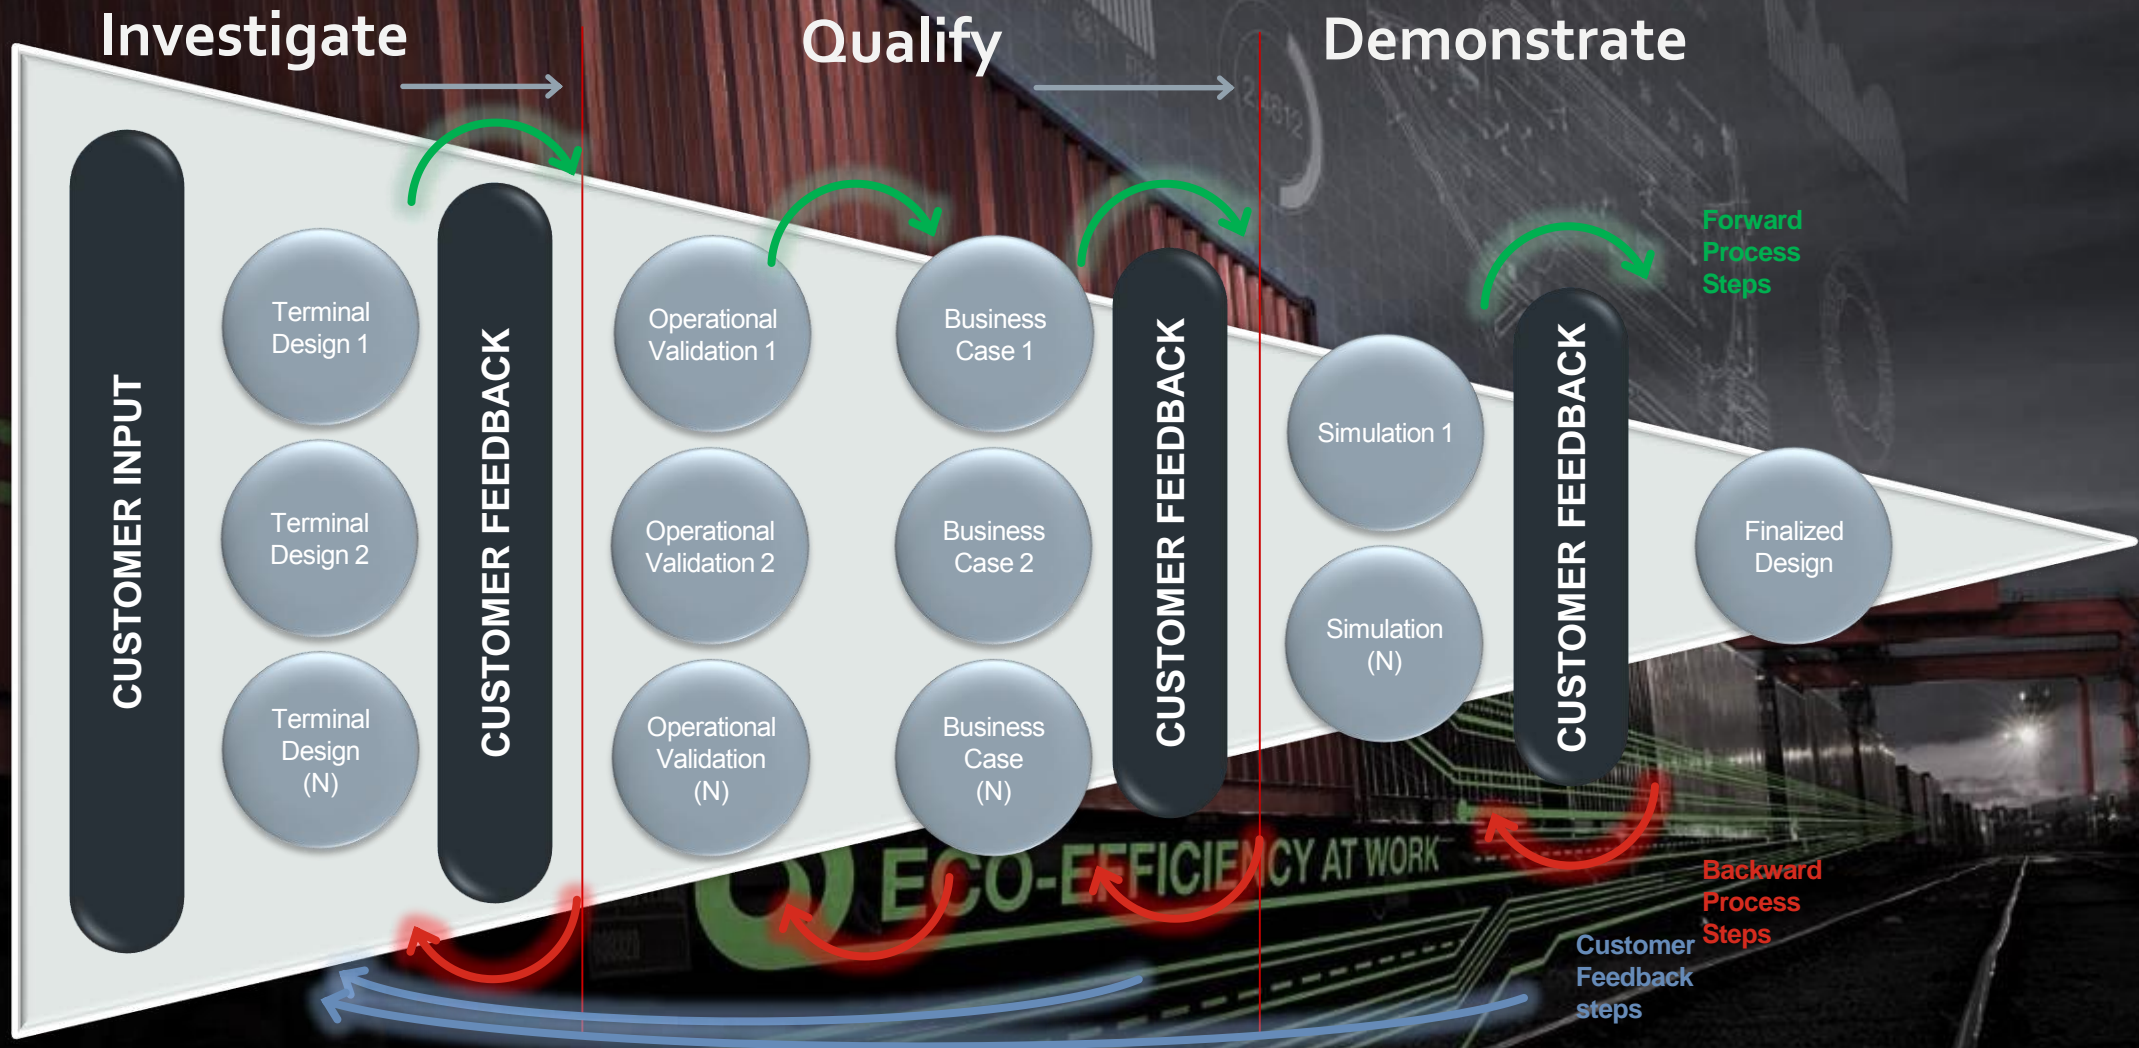 Investigate
Qualify
Demonstrate
CUSTOMER INPUT
Terminal
Design 1
Terminal
Design 2
Terminal
Design
(N)
CUSTOMER FEEDBACK
Operational
Validation 1
Operational
Validation 2
Operational
Validation
(N)
Business
Case 1
Business
Case 2
Business
Case
(N)
CUSTOMER FEEDBACK
Simulation 1
Simulation
(N)
CUSTOMER FEEDBACK
Finalized
Design
Forward
Process
Steps
Backward
Process
Steps
Customer
Feedback
steps
ECO-EFFICIENCY AT WORK
2.4612